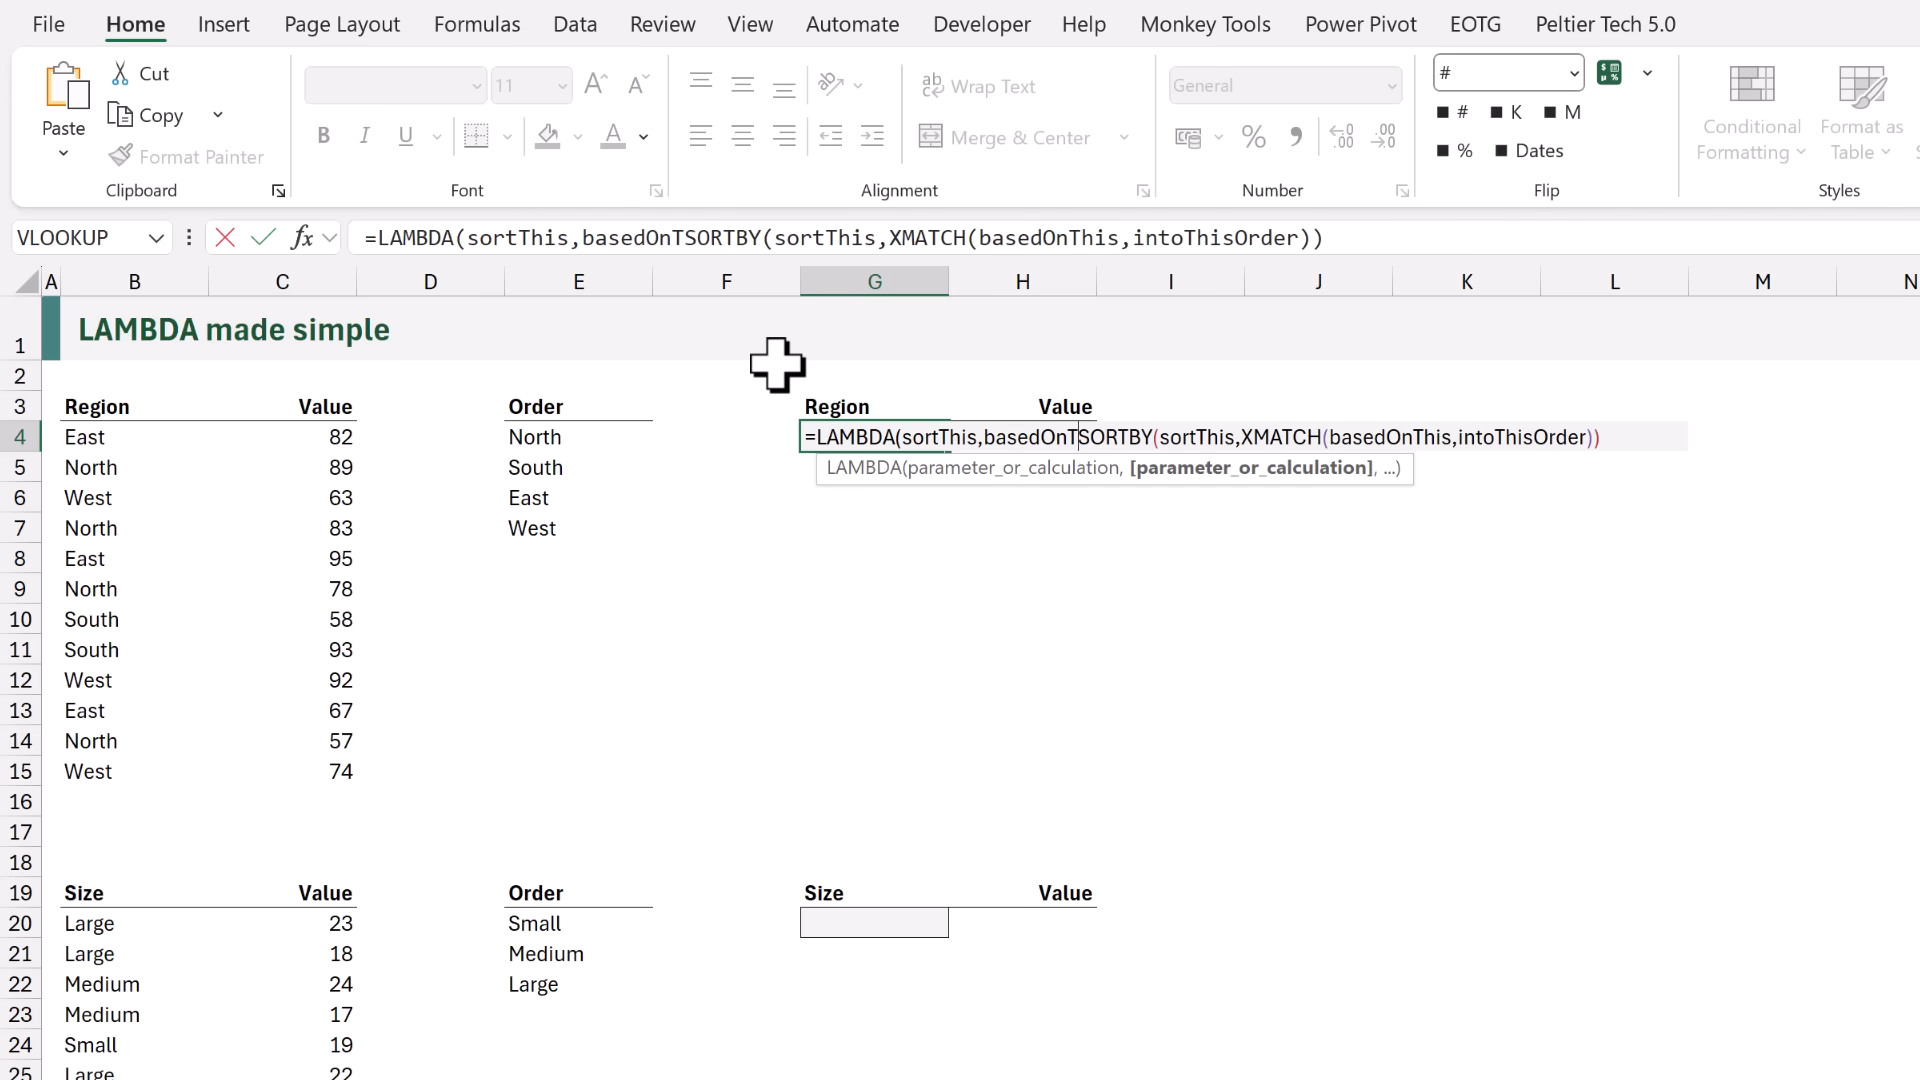 File Home Insert Page Layout Formulas Data Review View Automate Developer Help Monkey Tools Power Pivot EOTG Peltier Tech 5.0
Paste
Cut
Copy
Format Painter
Clipboard
11
B I U
Font
Wrap Text
Merge & Center
Alignment
General
Number
#
# K M
% Dates
Flip
Conditional Formatting
Format as Table
Styles
VLOOKUP fx =LAMBDA(sortThis,basedOnTSORTBY(sortThis,XMATCH(basedOnThis,intoThisOrder))
A B C D E F G H I J K L M N
1 LAMBDA made simple
2
3 Region Value Order Region Value
4 East 82 North =LAMBDA(sortThis,basedOnTSORTBY(sortThis,XMATCH(basedOnThis,intoThisOrder))
5 North 89 South LAMBDA(parameter_or_calculation, [parameter_or_calculation], ...)
6 West 63 East
7 North 83 West
8 East 95
9 North 78
10 South 58
11 South 93
12 West 92
13 East 67
14 North 57
15 West 74
16
17
18
19 Size Value Order Size Value
20 Large 23 Small
21 Large 18 Medium
22 Medium 24 Large
23 Medium 17
24 Small 19
25 Large 22